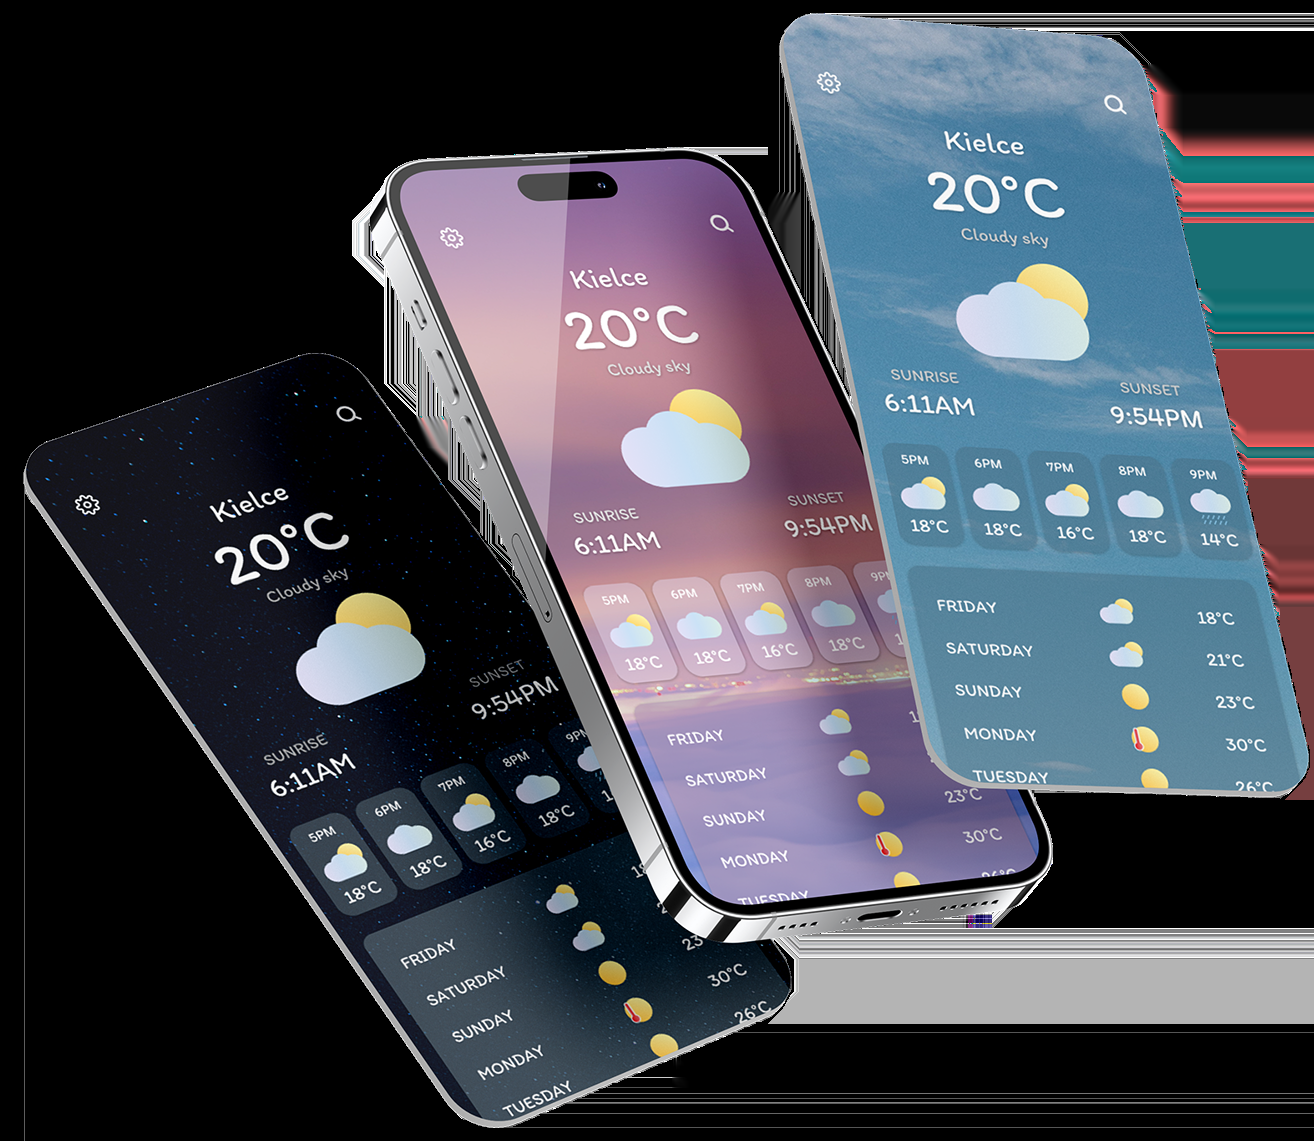 Kielce
20°C
Cloudy sky
SUNRISE
6:11AM
SUNSET
9:54PM
5PM
18°C
6PM
18°C
7PM
16°C
8PM
18°C
9PM
14°C
FRIDAY
18°C
SATURDAY
21°C
SUNDAY
23°C
MONDAY
30°C
TUESDAY
26°C
Kielce
20°C
Cloudy sky
SUNRISE
6:11AM
SUNSET
9:54PM
5PM
18°C
6PM
18°C
7PM
16°C
8PM
18°C
FRIDAY
SATURDAY
SUNDAY
23°C
MONDAY
30°C
TUESDAY
Kielce
20°C
Cloudy sky
SUNRISE
6:11AM
SUNSET
9:54PM
5PM
18°C
6PM
18°C
7PM
16°C
8PM
18°C
FRIDAY
SATURDAY
SUNDAY
23
MONDAY
30°C
TUESDAY
26°C